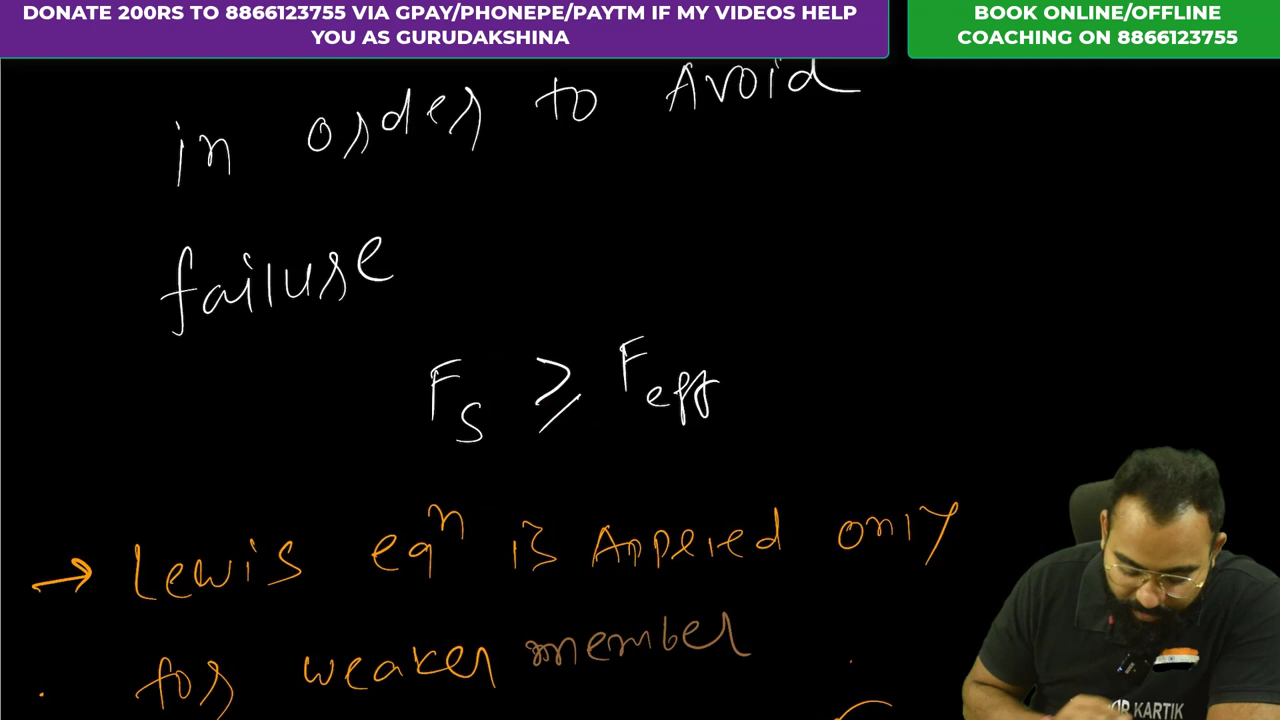 DONATE 200RS TO 8866123755 VIA GPAY/PHONEPE/PAYTM IF MY VIDEOS HELP
YOU AS GURUDAKSHINA
BOOK ONLINE/OFFLINE
COACHING ON 8866123755
in order to Avoid
failure
Fs ≥ Feff
→ Lewis eqⁿ is Applied only
for weaker member
KARTIK